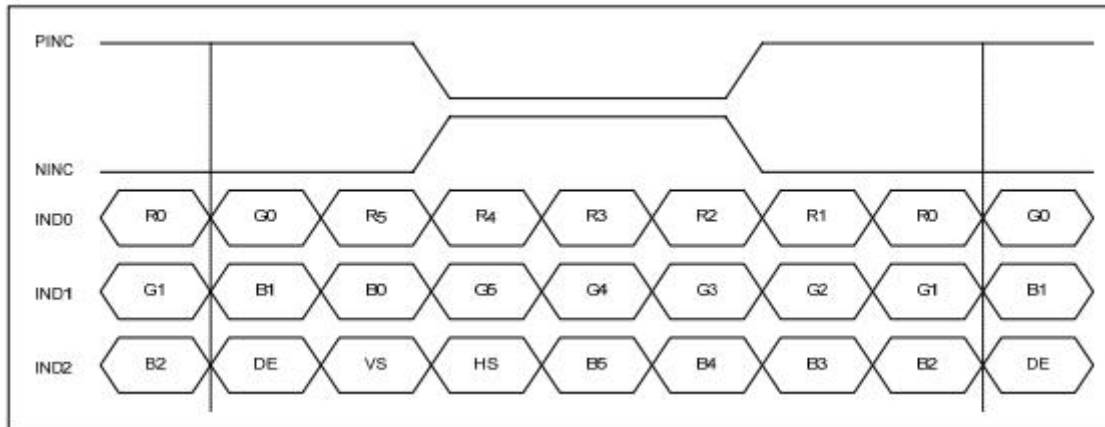 PINC
NINC
IND0 R0 G0 R5 R4 R3 R2 R1 R0 G0
IND1 G1 B1 B0 G5 G4 G3 G2 G1 B1
IND2 B2 DE VS HS B5 B4 B3 B2 DE